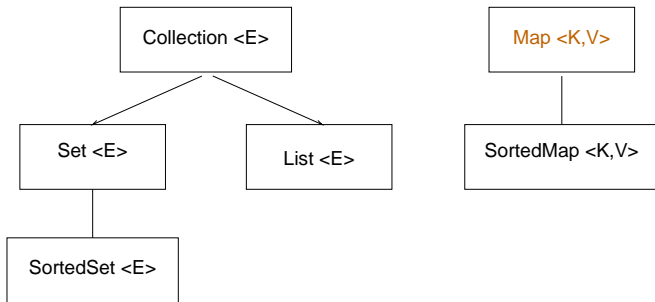 Collection <E>
Map <K,V>
Set <E>
List <E>
SortedMap <K,V>
SortedSet <E>